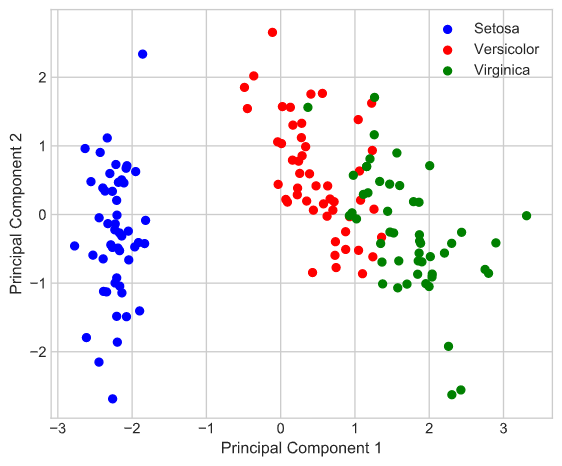 Setosa
Versicolor
Virginica
2
1
0
−1
−2
Principal Component 2
−3 −2 −1 0 1 2 3
Principal Component 1